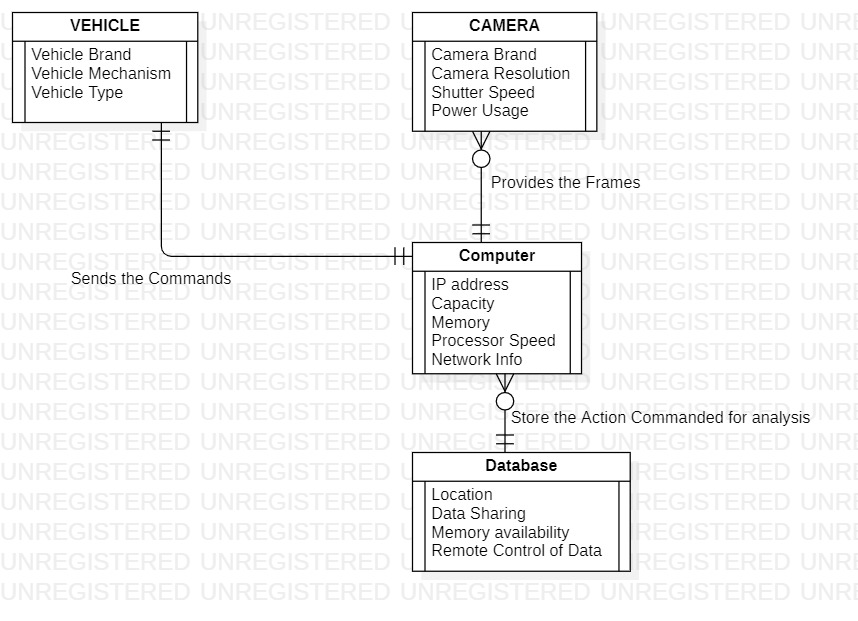 VEHICLE
Vehicle Brand
Vehicle Mechanism
Vehicle Type
CAMERA
Camera Brand
Camera Resolution
Shutter Speed
Power Usage
Provides the Frames
Sends the Commands
Computer
IP address
Capacity
Memory
Processor Speed
Network Info
Store the Action Commanded for analysis
Database
Location
Data Sharing
Memory availability
Remote Control of Data
UNREGISTERED